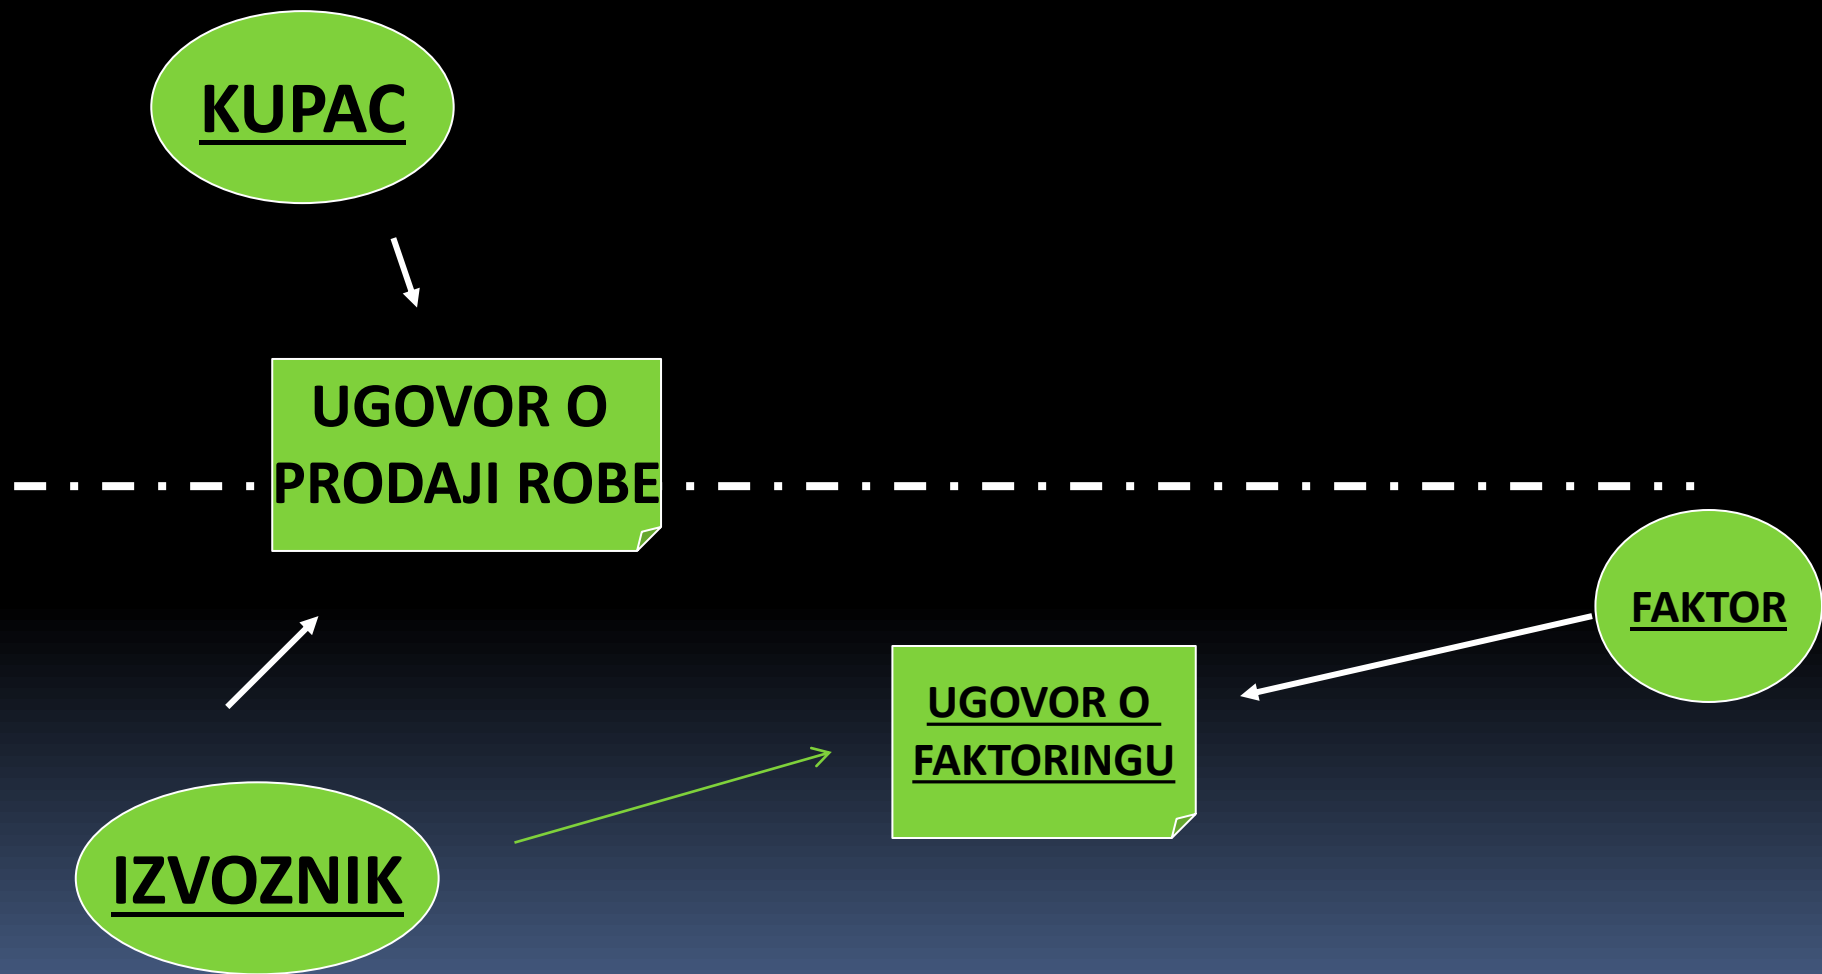 KUPAC
UGOVOR O
PRODAJI ROBE
FAKTOR
UGOVOR O
FAKTORINGU
IZVOZNIK